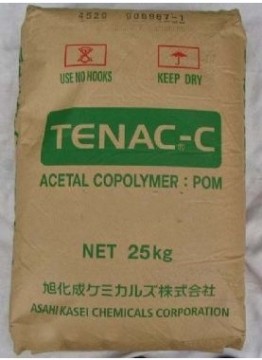 4520
USE NO HOOKS KEEP DRY
TENAC®-C
ACETAL COPOLYMER : POM
NET 25kg
旭化成ケミカルズ株式会社
ASAHI KASEI CHEMICALS CORPORATION